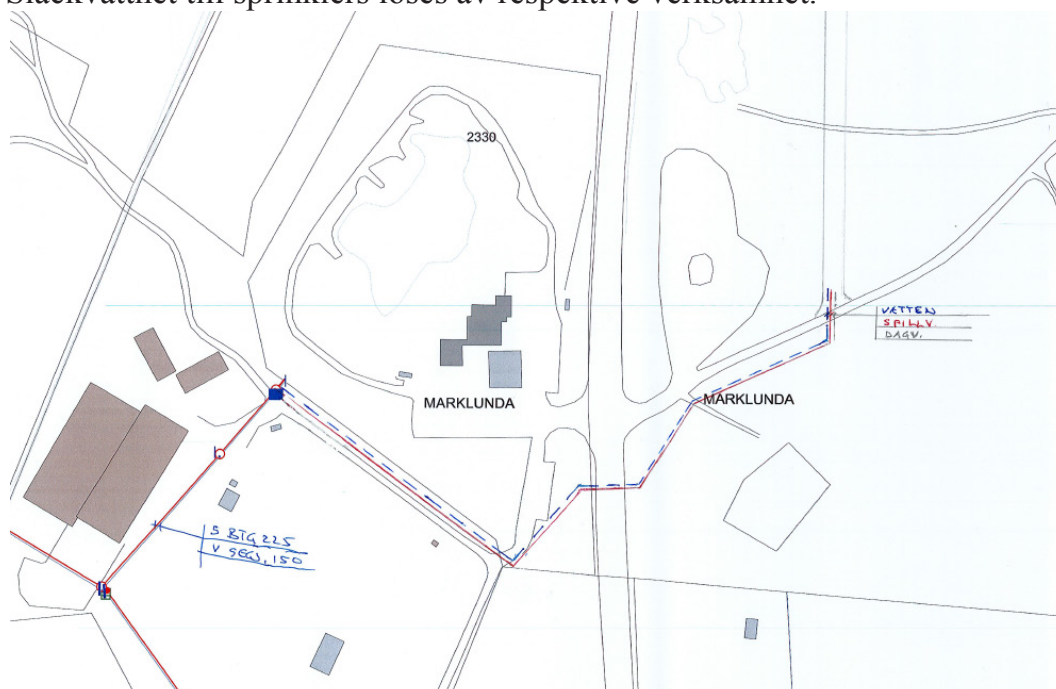 Släckvattnet till sprinklers löses av respektive verksamhet.
2330
VATTEN
SPILLV.
DAGV.
MARKLUNDA
MARKLUNDA
S BTG 225
V SEGJ. 150